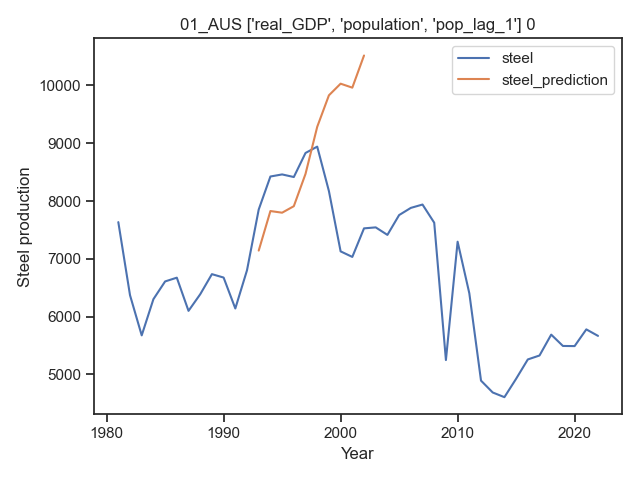 01_AUS ['real_GDP', 'population', 'pop_lag_1'] 0
steel
steel_prediction
10000
9000
8000
7000
6000
5000
Steel production
1980
1990
2000
2010
2020
Year